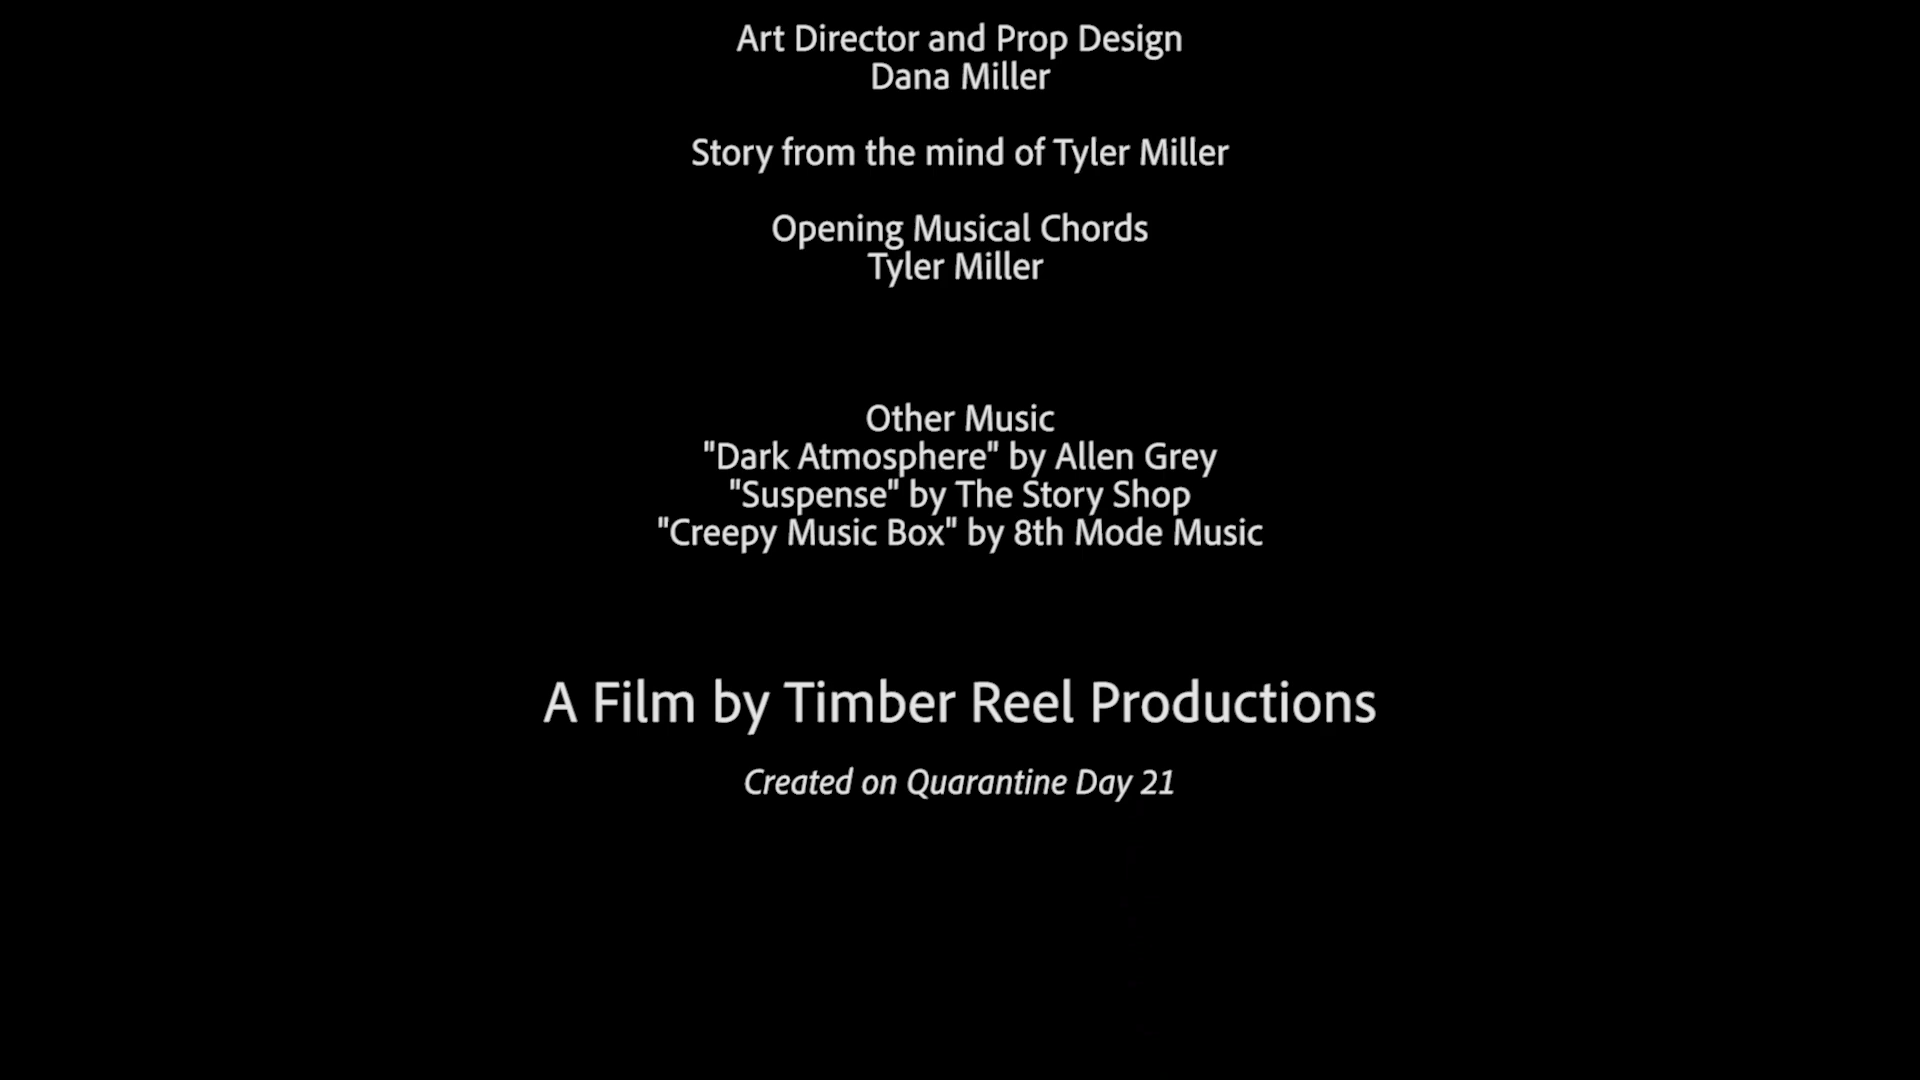 Art Director and Prop Design
Dana Miller
Story from the mind of Tyler Miller
Opening Musical Chords
Tyler Miller
Other Music
"Dark Atmosphere" by Allen Grey
"Suspense" by The Story Shop
"Creepy Music Box" by 8th Mode Music
A Film by Timber Reel Productions
Created on Quarantine Day 21